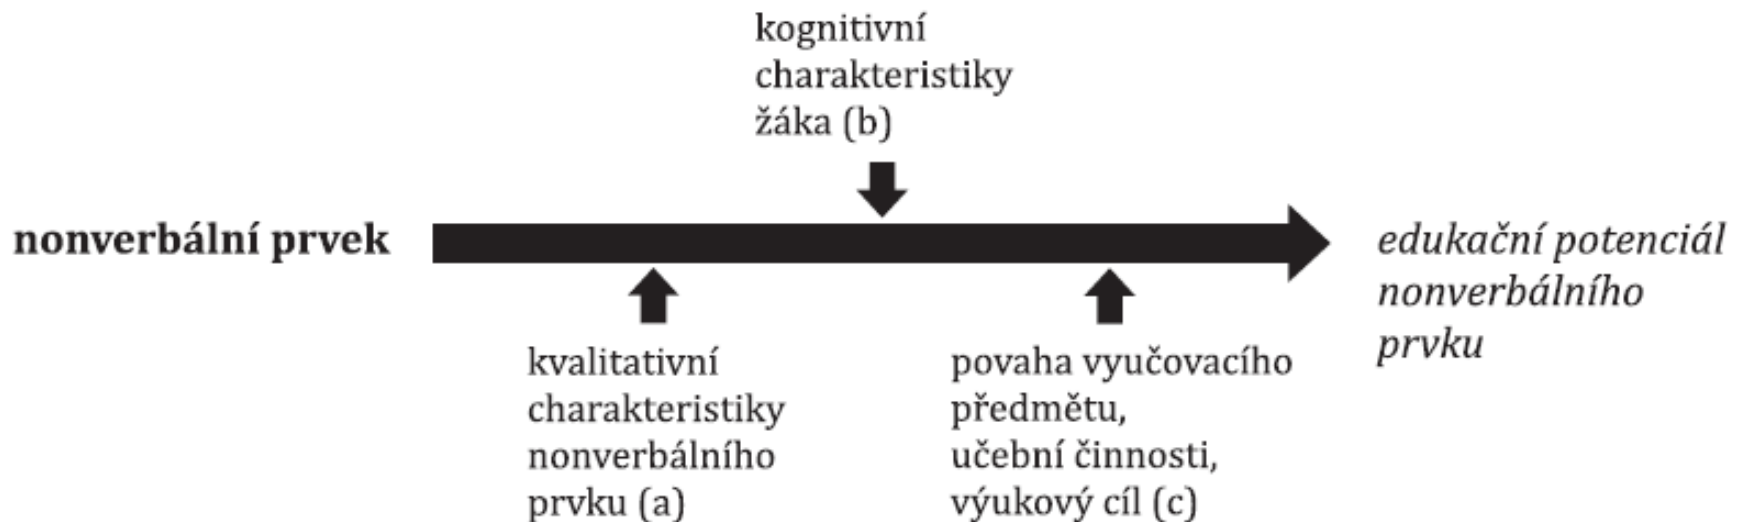 kognitivní
charakteristiky
žáka (b)
nonverbální prvek
edukační potenciál
nonverbálního
prvku
kvalitativní
charakteristiky
nonverbálního
prvku (a)
povaha vyučovacího
předmětu,
učební činnosti,
výukový cíl (c)